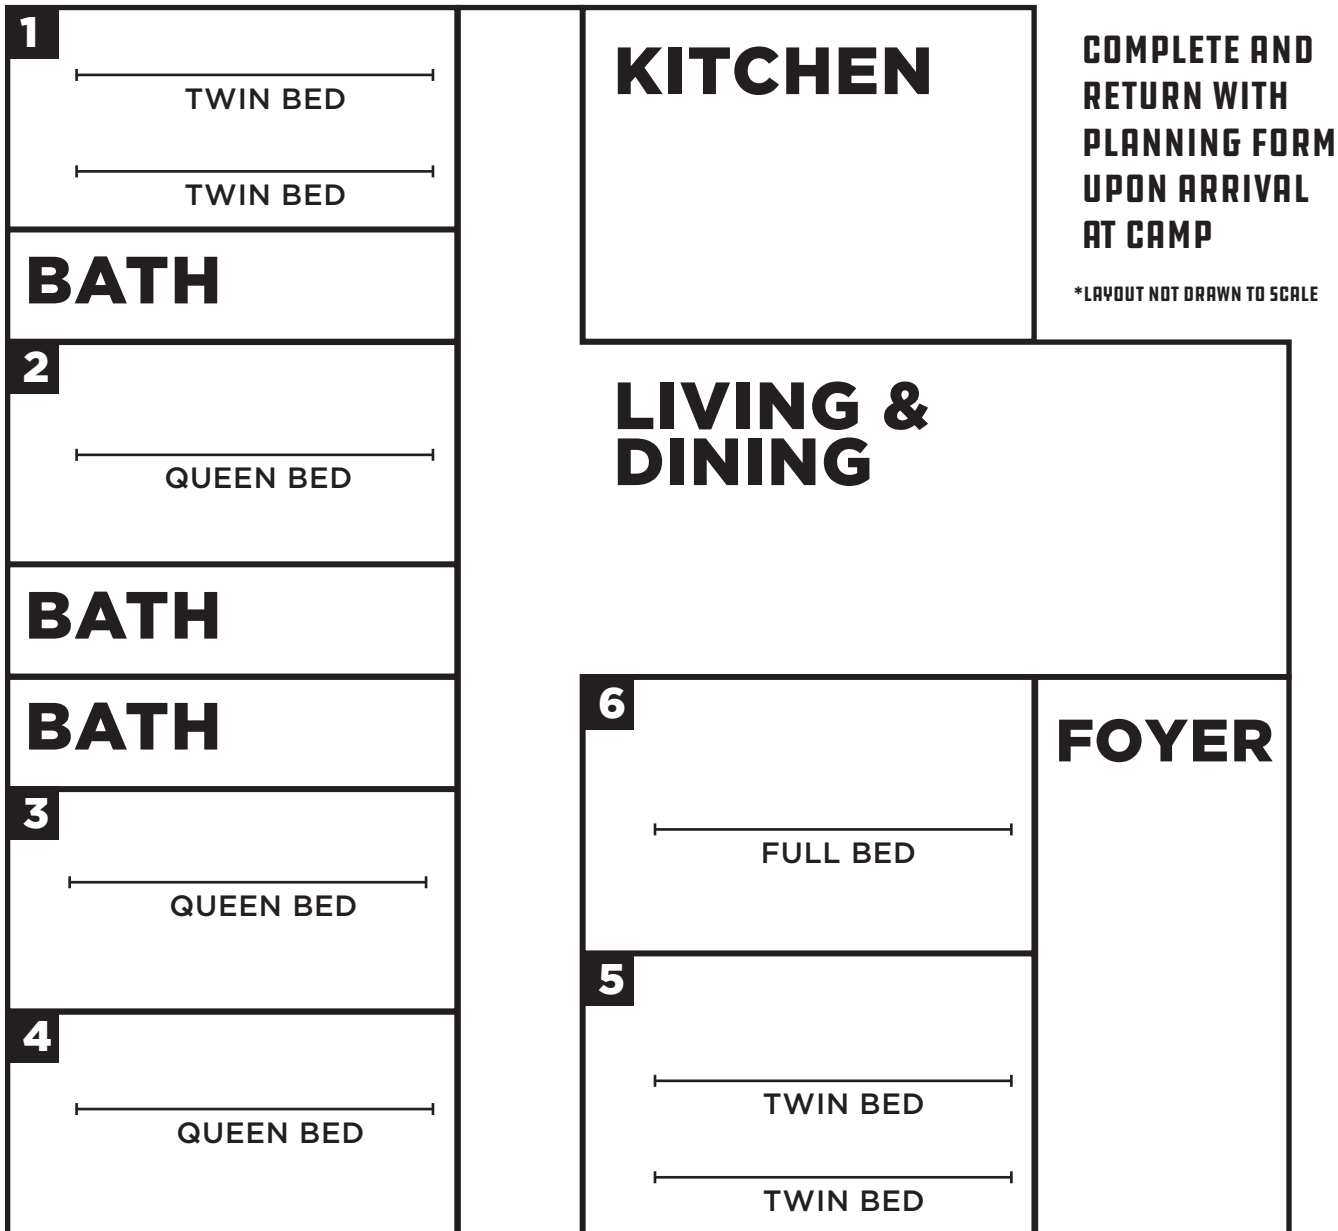 1
TWIN BED
TWIN BED
BATH
2
QUEEN BED
BATH
BATH
3
QUEEN BED
4
QUEEN BED
KITCHEN
LIVING &
DINING
6
FULL BED
5
TWIN BED
TWIN BED
FOYER
COMPLETE AND
RETURN WITH
PLANNING FORM
UPON ARRIVAL
AT CAMP
*LAYOUT NOT DRAWN TO SCALE